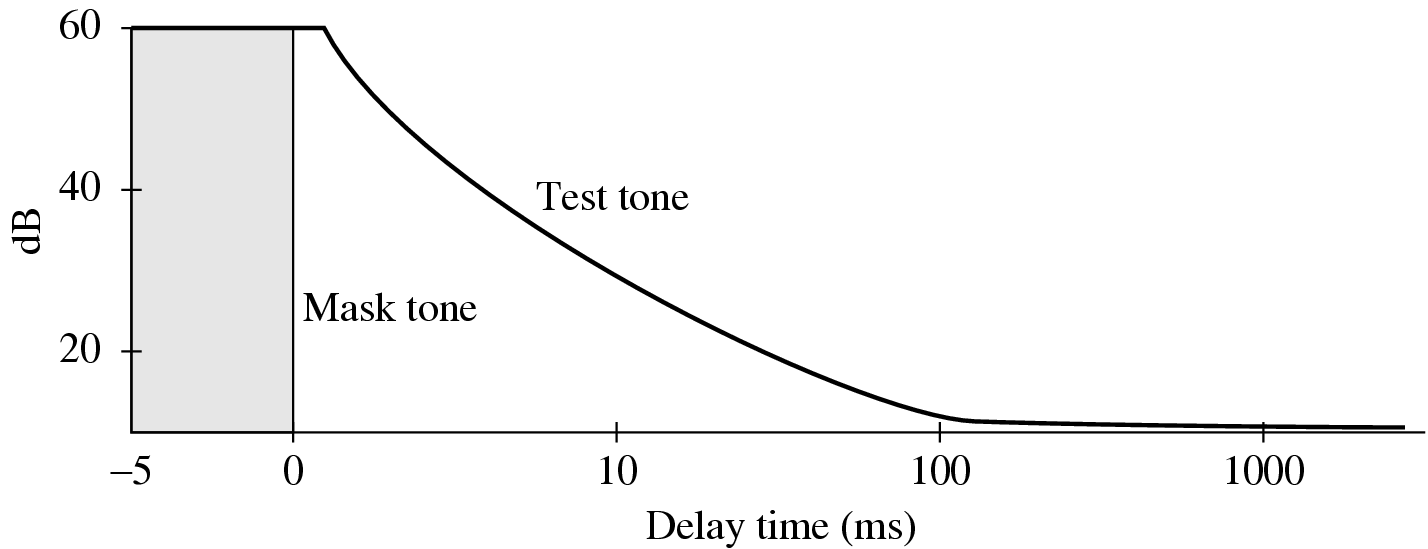 60
40
dB
Test tone
Mask tone
20
–5 0 10 100 1000
Delay time (ms)